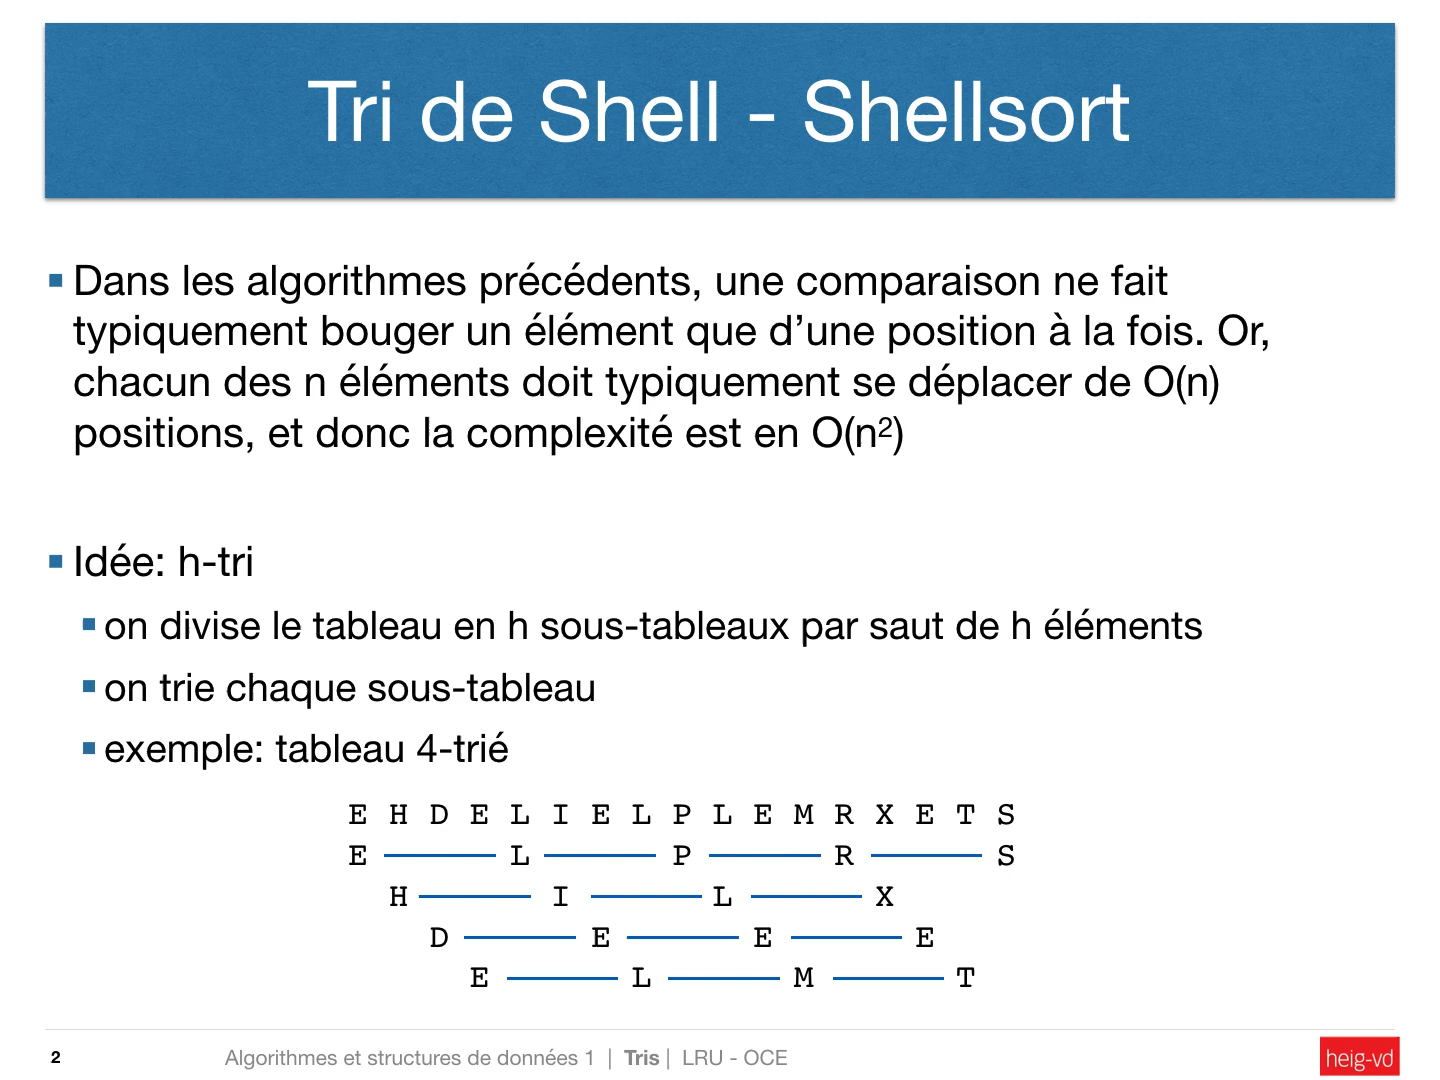 Tri de Shell - Shellsort
Dans les algorithmes précédents, une comparaison ne fait
typiquement bouger un élément que d’une position à la fois. Or,
chacun des n éléments doit typiquement se déplacer de O(n)
positions, et donc la complexité est en O(n²)
Idée: h-tri
on divise le tableau en h sous-tableaux par saut de h éléments
on trie chaque sous-tableau
exemple: tableau 4-trié
E H D E L I E L P L E M R X E T S
E L P R S
H I L X
D E E E
E L M T
2 Algorithmes et structures de données 1 | Tris | LRU - OCE heig-vd